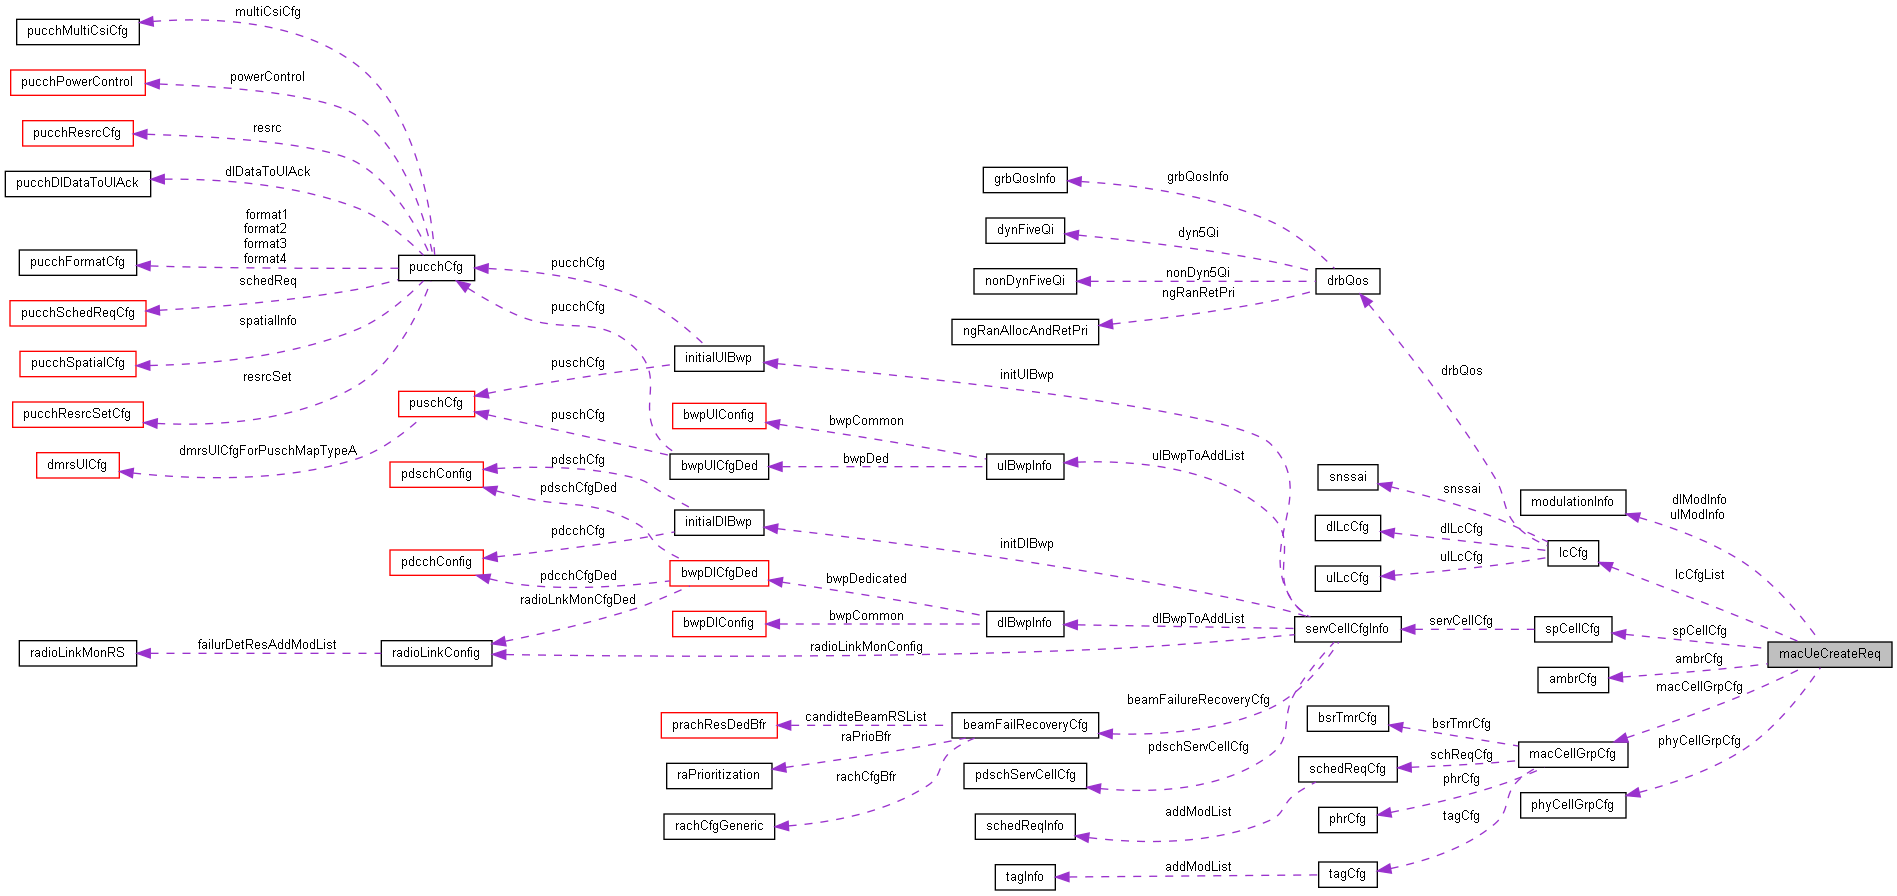 multiCsiCfg
pucchMultiCsiCfg
powerControl
pucchPowerControl
resrc
pucchResrcCfg
dlDataToUlAck
pucchDlDataToUlAck
format1
format2
format3
format4
pucchFormatCfg
pucchCfg
schedReq
pucchSchedReqCfg
spatialInfo
pucchSpatialCfg
resrcSet
pucchResrcSetCfg
dmrsUlCfgForPuschMapTypeA
dmrsUlCfg
pucchCfg
pucchCfg
puschCfg
puschCfg
puschCfg
pdschCfg
pdschConfig
pdschCfgDed
pdcchCfg
pdcchConfig
pdcchCfgDed
radioLnkMonCfgDed
failurDetResAddModList
radioLinkMonRS
radioLinkConfig
initialUlBwp
bwpUlConfig
bwpUlCfgDed
initialDlBwp
bwpDlCfgDed
bwpDlConfig
bwpCommon
bwpDed
bwpDedicated
bwpCommon
radioLinkMonConfig
candidteBeamRSList
prachResDedBfr
raPrioBfr
raPrioritization
rachCfgBfr
rachCfgGeneric
grbQosInfo
grbQosInfo
dynFiveQi
dyn5Qi
nonDynFiveQi
nonDyn5Qi
ngRanRetPri
ngRanAllocAndRetPri
drbQos
initUlBwp
ulBwpToAddList
ulBwpInfo
initDlBwp
dlBwpToAddList
dlBwpInfo
servCellCfgInfo
beamFailureRecoveryCfg
beamFailRecoveryCfg
pdschServCellCfg
pdschServCellCfg
addModList
schedReqInfo
addModList
tagInfo
drbQos
snssai
snssai
dlLcCfg
dlLcCfg
ulLcCfg
ulLcCfg
lcCfg
modulationInfo
dlModInfo
ulModInfo
lcCfgList
servCellCfg
spCellCfg
spCellCfg
macUeCreateReq
ambrCfg
ambrCfg
macCellGrpCfg
bsrTmrCfg
bsrTmrCfg
macCellGrpCfg
phyCellGrpCfg
schReqCfg
schedReqCfg
phrCfg
phrCfg
phyCellGrpCfg
tagCfg
tagCfg